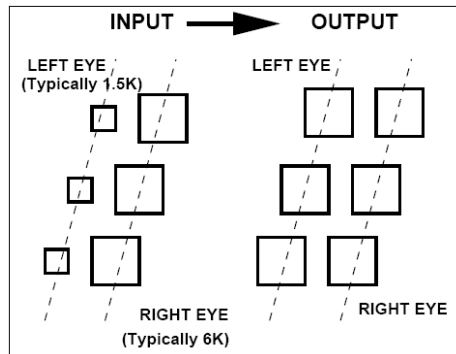 INPUT OUTPUT
LEFT EYE
(Typically 1.5K)
LEFT EYE
RIGHT EYE
(Typically 6K)
RIGHT EYE